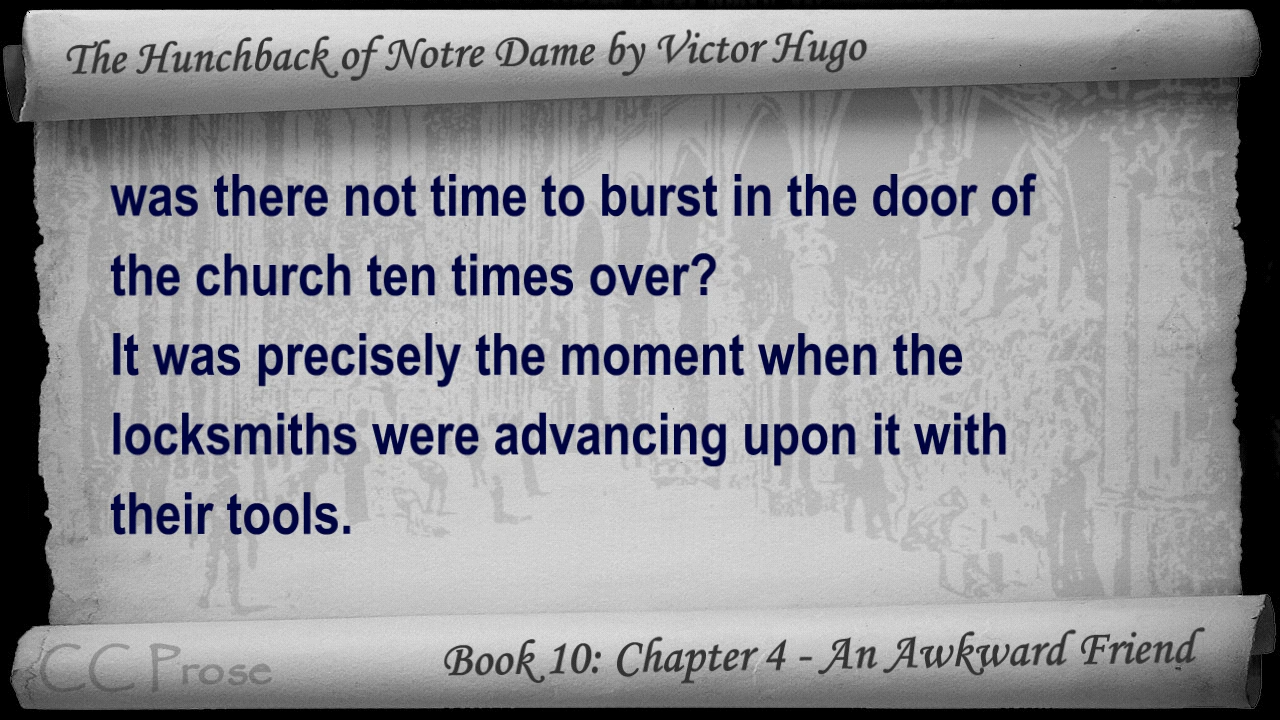 The Hunchback of Notre Dame by Victor Hugo
was there not time to burst in the door of
the church ten times over?
It was precisely the moment when the
locksmiths were advancing upon it with
their tools.
CC Prose
Book 10: Chapter 4 - An Awkward Friend